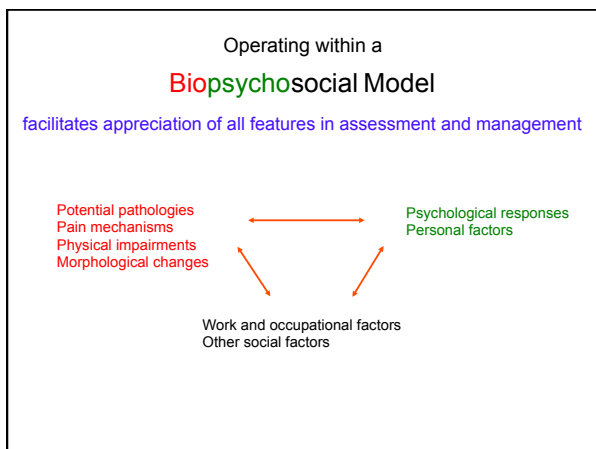 Operating within a
Biopsychosocial Model
facilitates appreciation of all features in assessment and management
Potential pathologies
Pain mechanisms
Physical impairments
Morphological changes
Psychological responses
Personal factors
Work and occupational factors
Other social factors